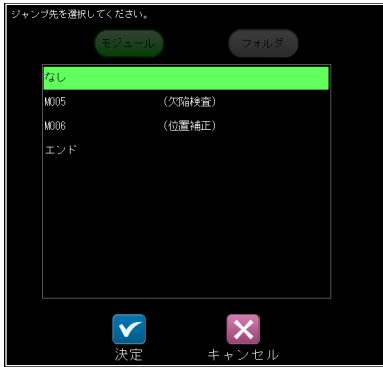 ジャンプ先を選択してください。
モジュール フォルダ
なし
M005 (欠陥検査)
M006 (位置補正)
エンド
決定 キャンセル